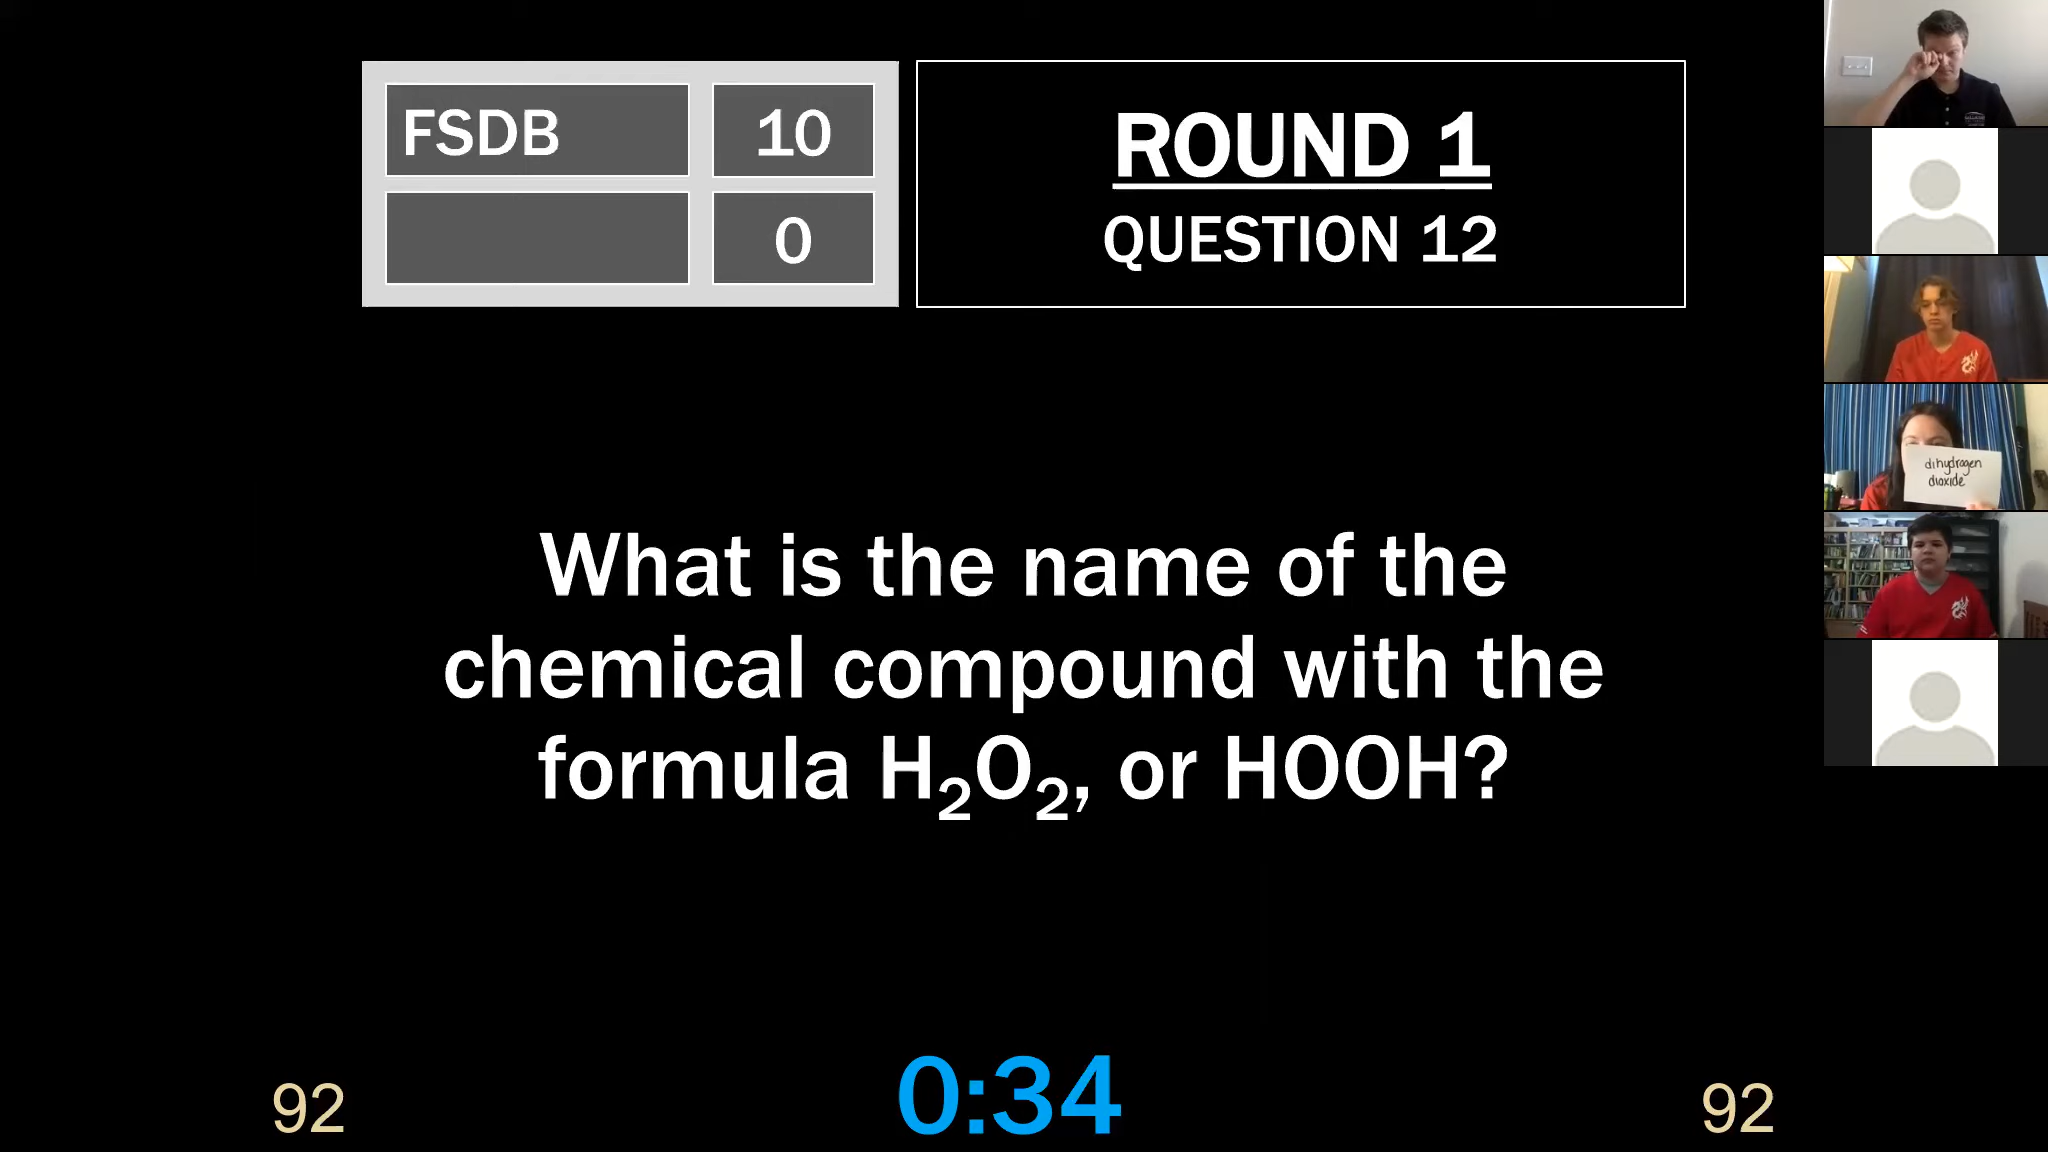 FSDB
10
0
ROUND 1
QUESTION 12
What is the name of the
chemical compound with the
formula H₂O₂, or HOOH?
0:34
92
92
dihydrogen
dioxide